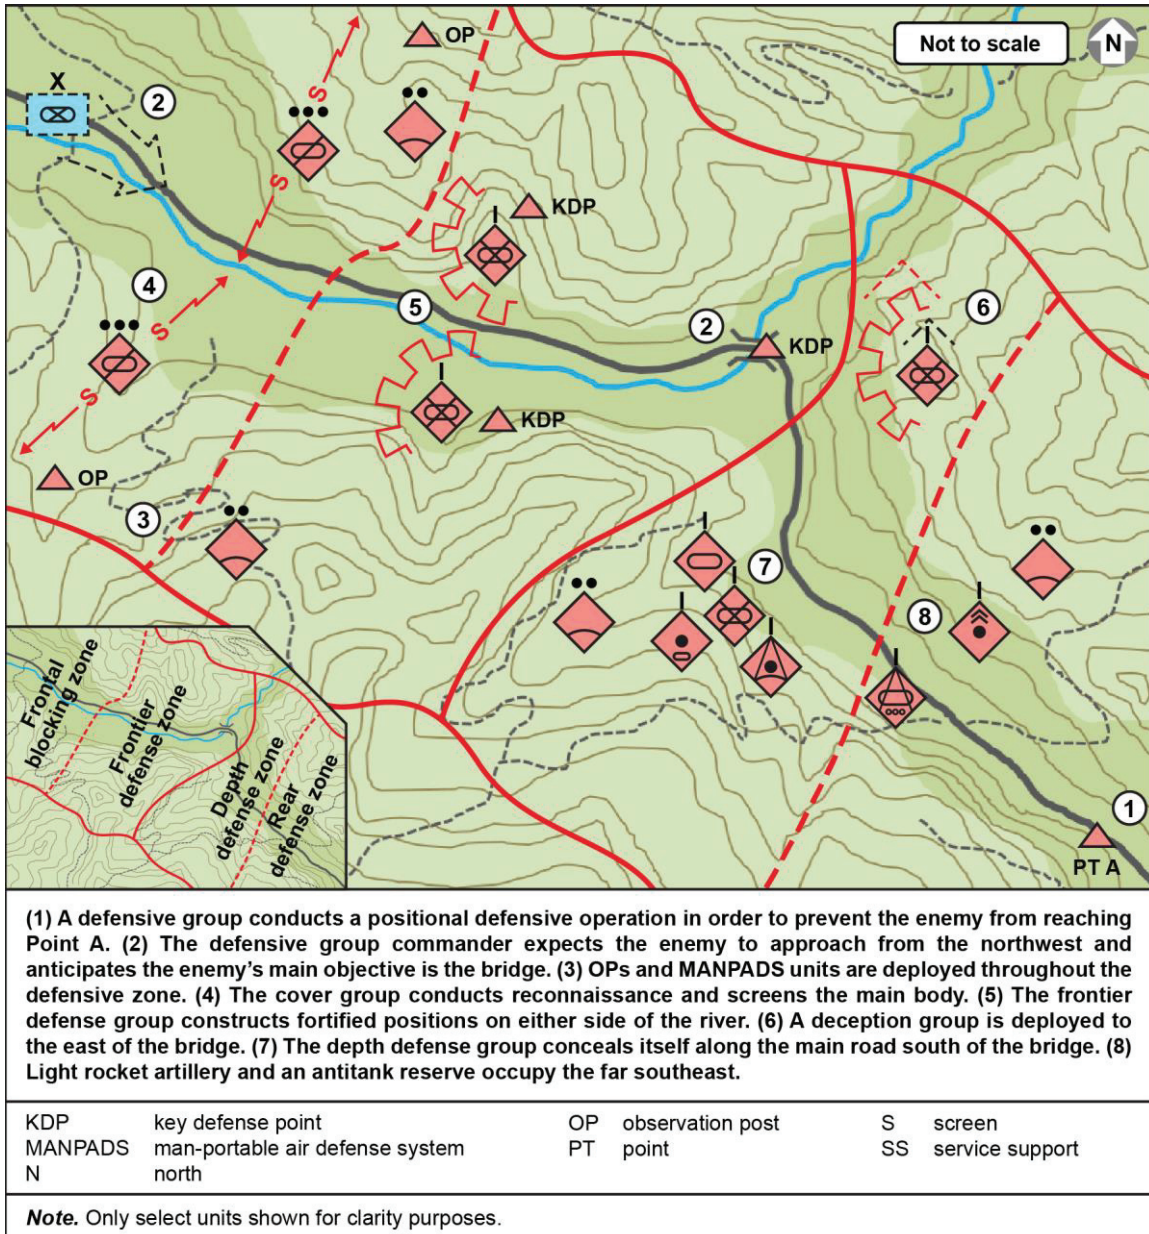 Not to scale
N
OP
X
2
S
S
KDP
4
5
2
6
KDP
S
S
KDP
OP
3
7
8
1
PT A
Frontal
blocking zone
Frontier
defense zone
Depth
defense zone
Rear
defense zone
(1) A defensive group conducts a positional defensive operation in order to prevent the enemy from reaching
Point A. (2) The defensive group commander expects the enemy to approach from the northwest and
anticipates the enemy's main objective is the bridge. (3) OPs and MANPADS units are deployed throughout the
defensive zone. (4) The cover group conducts reconnaissance and screens the main body. (5) The frontier
defense group constructs fortified positions on either side of the river. (6) A deception group is deployed to
the east of the bridge. (7) The depth defense group conceals itself along the main road south of the bridge. (8)
Light rocket artillery and an antitank reserve occupy the far southeast.
KDP key defense point OP observation post S screen
MANPADS man-portable air defense system PT point SS service support
N north
Note. Only select units shown for clarity purposes.